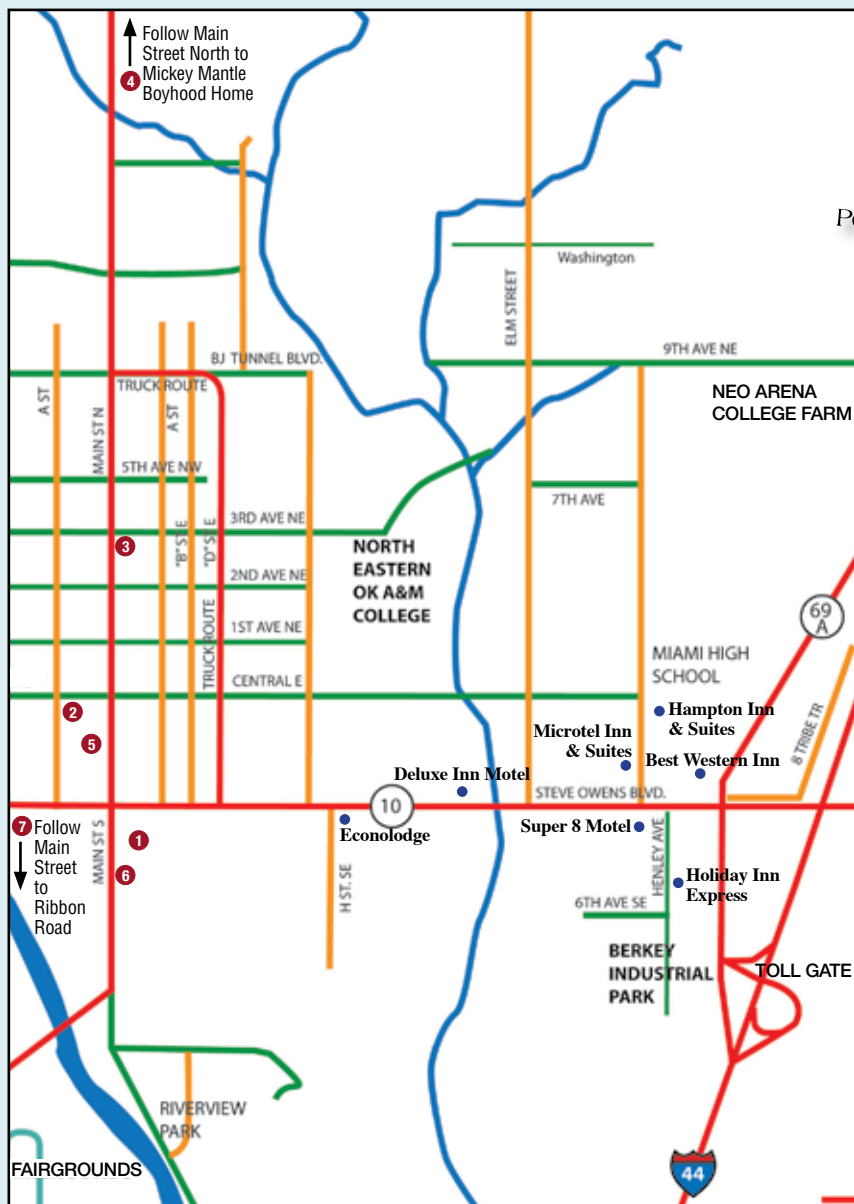 Follow Main
Street North to
4 Mickey Mantle
Boyhood Home
Washington
ELM STREET
BJ TUNNEL BLVD.
9TH AVE NE
TRUCK ROUTE
NEO ARENA
COLLEGE FARM
A ST
MAIN ST N
A ST
5TH AVE NW
7TH AVE
3RD AVE NE
"B" ST E
"D" ST E
3
NORTH
EASTERN
OK A&M
COLLEGE
2ND AVE NE
69
A
1ST AVE NE
TRUCK ROUTE
MIAMI HIGH
SCHOOL
CENTRAL E
2
5
Hampton Inn
& Suites
Microtel Inn
& Suites
Best Western Inn
8 TRIBE TR
Deluxe Inn Motel
STEVE OWENS BLVD.
10
7 Follow
Main
Street
to
Ribbon
Road
MAIN ST S
1
6
Econolodge
Super 8 Motel
H ST. SE
HENLEY AVE
Holiday Inn
Express
6TH AVE SE
BERKEY
INDUSTRIAL
PARK
TOLL GATE
RIVERVIEW
PARK
FAIRGROUNDS
44